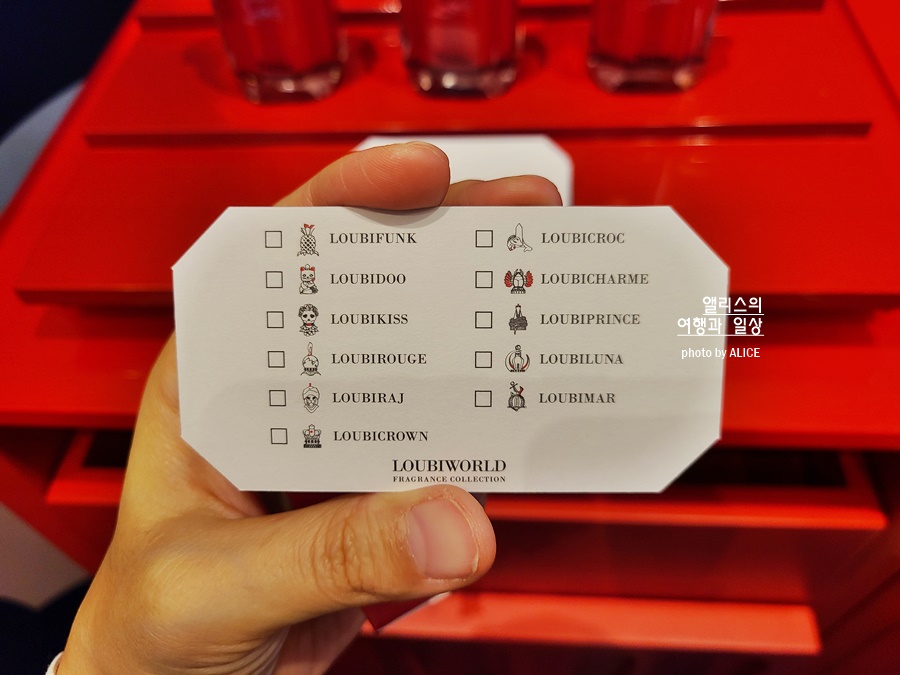 LOUBIFUNK
LOUBIDOO
LOUBIKISS
LOUBIROUGE
LOUBIRAJ
LOUBICROWN
LOUBICROC
LOUBICHARME
LOUBIPRINCE
LOUBILUNA
LOUBIMAR
LOUBIWORLD
FRAGRANCE COLLECTION
앨리스의
여행과 일상
photo by ALICE